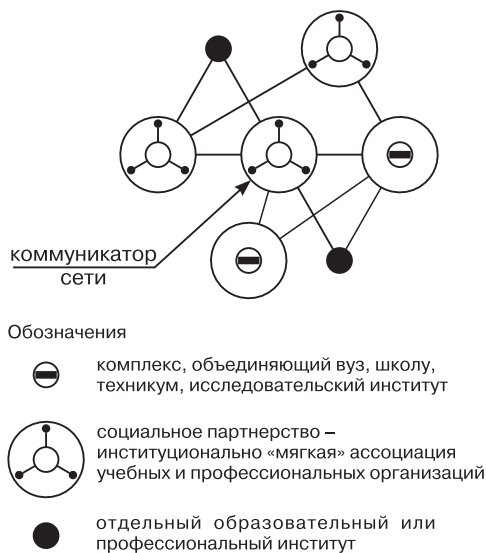 коммуникатор
сети
Обозначения
комплекс, объединяющий вуз, школу,
техникум, исследовательский институт
социальное партнерство –
институционально «мягкая» ассоциация
учебных и профессиональных организаций
отдельный образовательный или
профессиональный институт